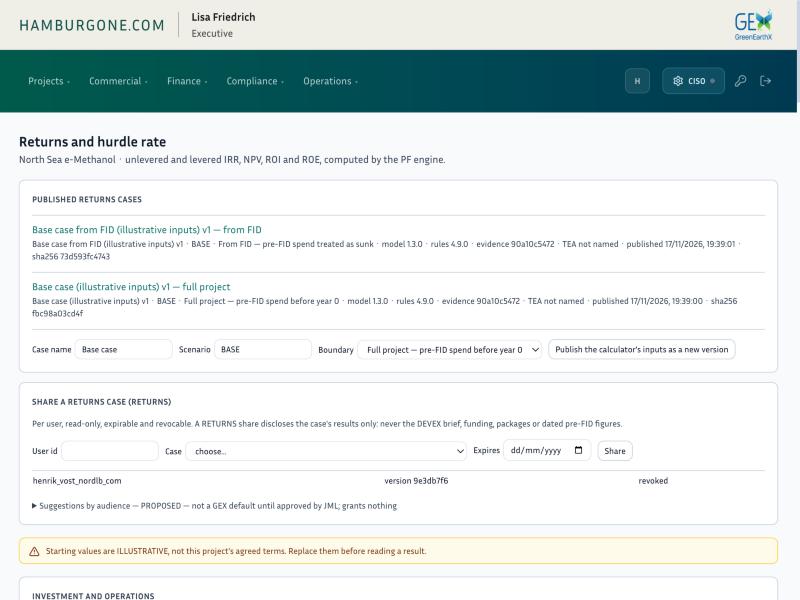 HAMBURGONE.COM
Lisa Friedrich
Executive
GEX
GreenEarthX
Projects
Commercial
Finance
Compliance
Operations
H
CISO
Returns and hurdle rate
North Sea e-Methanol · unlevered and levered IRR, NPV, ROI and ROE, computed by the PF engine.
PUBLISHED RETURNS CASES
Base case from FID (illustrative inputs) v1 — from FID
Base case from FID (illustrative inputs) v1 · BASE · From FID — pre-FID spend treated as sunk · model 1.3.0 · rules 4.9.0 · evidence 90a10c5472 · TEA not named · published 17/11/2026, 19:39:01 ·
sha256 73d593fc4743
Base case (illustrative inputs) v1 — full project
Base case (illustrative inputs) v1 · BASE · Full project — pre-FID spend before year 0 · model 1.3.0 · rules 4.9.0 · evidence 90a10c5472 · TEA not named · published 17/11/2026, 19:39:00 · sha256
fbc98a03cd4f
Case name Base case Scenario BASE Boundary Full project — pre-FID spend before year 0 Publish the calculator's inputs as a new version
SHARE A RETURNS CASE (RETURNS)
Per user, read-only, expirable and revocable. A RETURNS share discloses the case's results only: never the DEVEX brief, funding, packages or dated pre-FID figures.
User id Case choose... Expires dd/mm/yyyy Share
henrik_vost_nordlb_com version 9e3db7f6 revoked
Suggestions by audience — PROPOSED — not a GEX default until approved by JML; grants nothing
Starting values are ILLUSTRATIVE, not this project's agreed terms. Replace them before reading a result.
INVESTMENT AND OPERATIONS